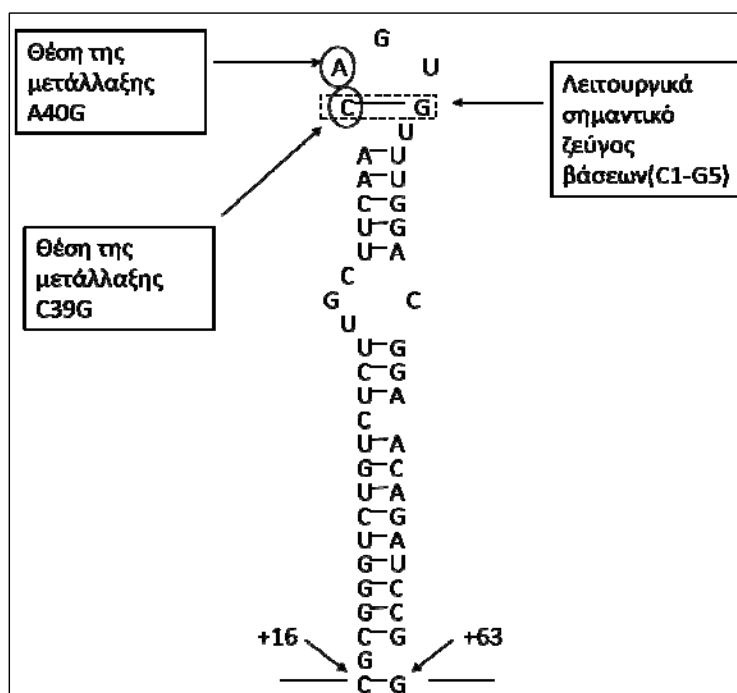 G
Θέση της
μετάλλαξης
A40G
A
U
C G
Λειτουργικά
σημαντικό
ζεύγος
βάσεων(C1-G5)
U
A U
A U
C G
U G
U A
Θέση της
μετάλλαξης
C39G
C
G C
U
U G
C G
U A
C
U A
G C
U A
C G
U A
G U
G C
G C
C G
+16 +63
G
C G